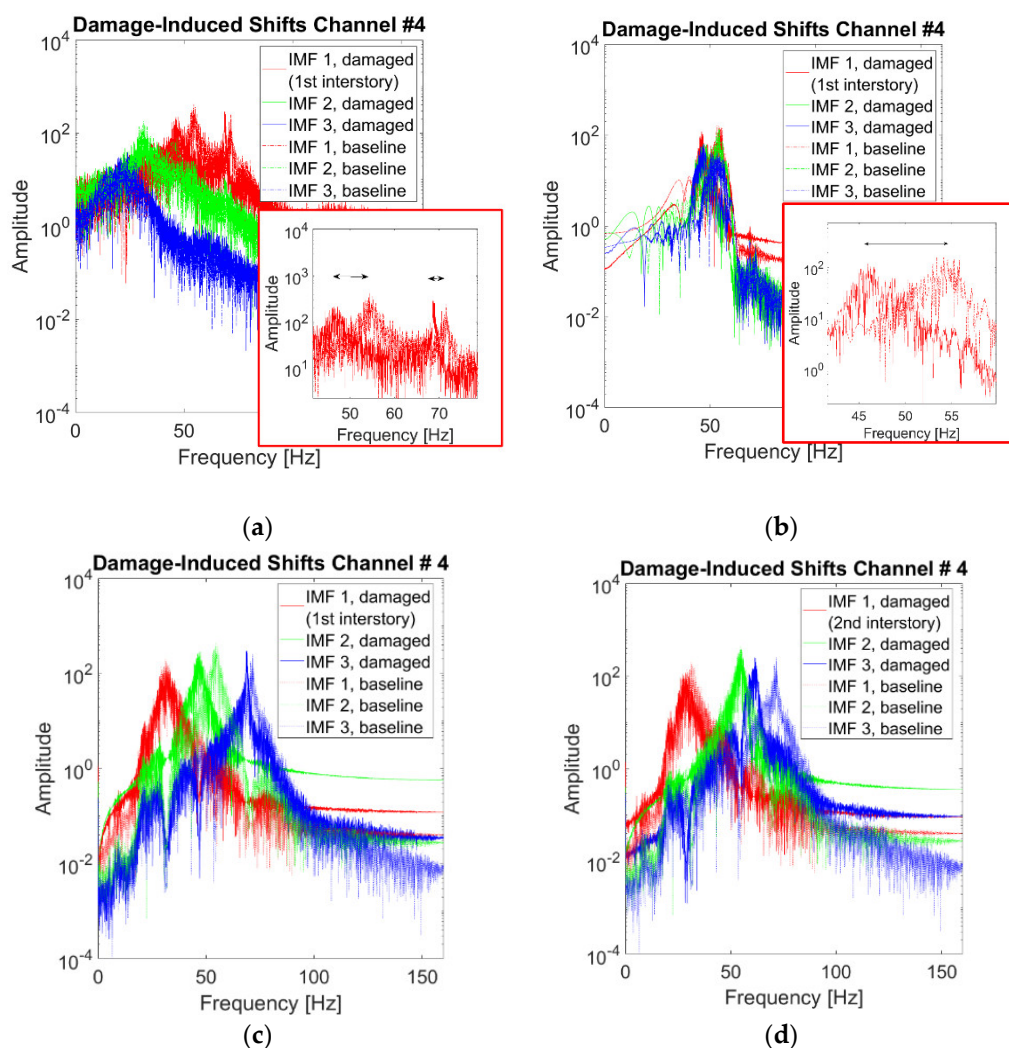 Damage-Induced Shifts Channel #4
10^4
10^2
10^0
10^-2
10^-4
Amplitude
IMF 1, damaged
(1st interstory)
IMF 2, damaged
IMF 3, damaged
IMF 1, baseline
IMF 2, baseline
IMF 3, baseline
10^4
10^3
10^2
10^1
Amplitude
50 60 70
Frequency [Hz]
0 50
Frequency [Hz]
(a)
Damage-Induced Shifts Channel #4
10^4
10^2
10^0
10^-2
10^-4
Amplitude
IMF 1, damaged
(1st interstory)
IMF 2, damaged
IMF 3, damaged
IMF 1, baseline
IMF 2, baseline
IMF 3, baseline
10^2
10^1
10^0
Amplitude
45 50 55
Frequency [Hz]
0 50
Frequency [Hz]
(b)
Damage-Induced Shifts Channel # 4
10^4
10^2
10^0
10^-2
10^-4
Amplitude
IMF 1, damaged
(1st interstory)
IMF 2, damaged
IMF 3, damaged
IMF 1, baseline
IMF 2, baseline
IMF 3, baseline
0 50 100 150
Frequency [Hz]
(c)
Damage-Induced Shifts Channel # 4
10^4
10^2
10^0
10^-2
10^-4
Amplitude
IMF 1, damaged
(2nd interstory)
IMF 2, damaged
IMF 3, damaged
IMF 1, baseline
IMF 2, baseline
IMF 3, baseline
0 50 100 150
Frequency [Hz]
(d)